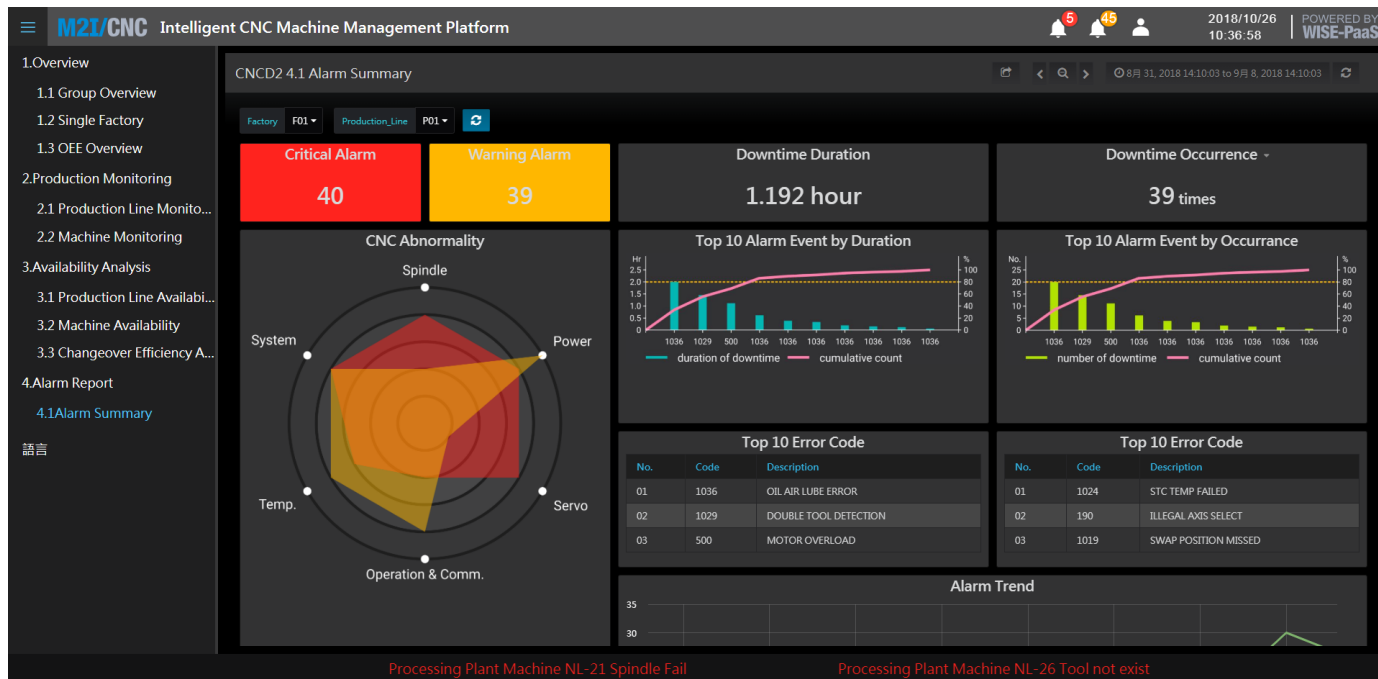 M2I/CNC Intelligent CNC Machine Management Platform
5
45
2018/10/26
10:36:58
POWERED BY
WISE-PaaS
1.Overview
1.1 Group Overview
1.2 Single Factory
1.3 OEE Overview
2.Production Monitoring
2.1 Production Line Monito...
2.2 Machine Monitoring
3.Availability Analysis
3.1 Production Line Availabi...
3.2 Machine Availability
3.3 Changeover Efficiency A...
4.Alarm Report
4.1Alarm Summary
語言
CNCD2 4.1 Alarm Summary
8月 31, 2018 14:10:03 to 9月 8, 2018 14:10:03
Factory F01 Production_Line P01
Critical Alarm
40
Warning Alarm
39
Downtime Duration
1.192 hour
Downtime Occurrence
39 times
CNC Abnormality
Spindle
Power
Servo
Operation & Comm.
Temp.
System
Top 10 Alarm Event by Duration
Hr %
2.5 100
2.0 80
1.5 60
1.0 40
0.5 20
0 0
1036 1029 500 1036 1036 1036 1036 1036 1036 1036
duration of downtime cumulative count
Top 10 Alarm Event by Occurrance
No. %
25 100
20 80
15 60
10 40
5 20
0 0
1036 1029 500 1036 1036 1036 1036 1036 1036 1036
number of downtime cumulative count
Top 10 Error Code
No. Code Description
01 1036 OIL AIR LUBE ERROR
02 1029 DOUBLE TOOL DETECTION
03 500 MOTOR OVERLOAD
Top 10 Error Code
No. Code Description
01 1024 STC TEMP FAILED
02 190 ILLEGAL AXIS SELECT
03 1019 SWAP POSITION MISSED
Alarm Trend
35
30
Processing Plant Machine NL-21 Spindle Fail
Processing Plant Machine NL-26 Tool not exist